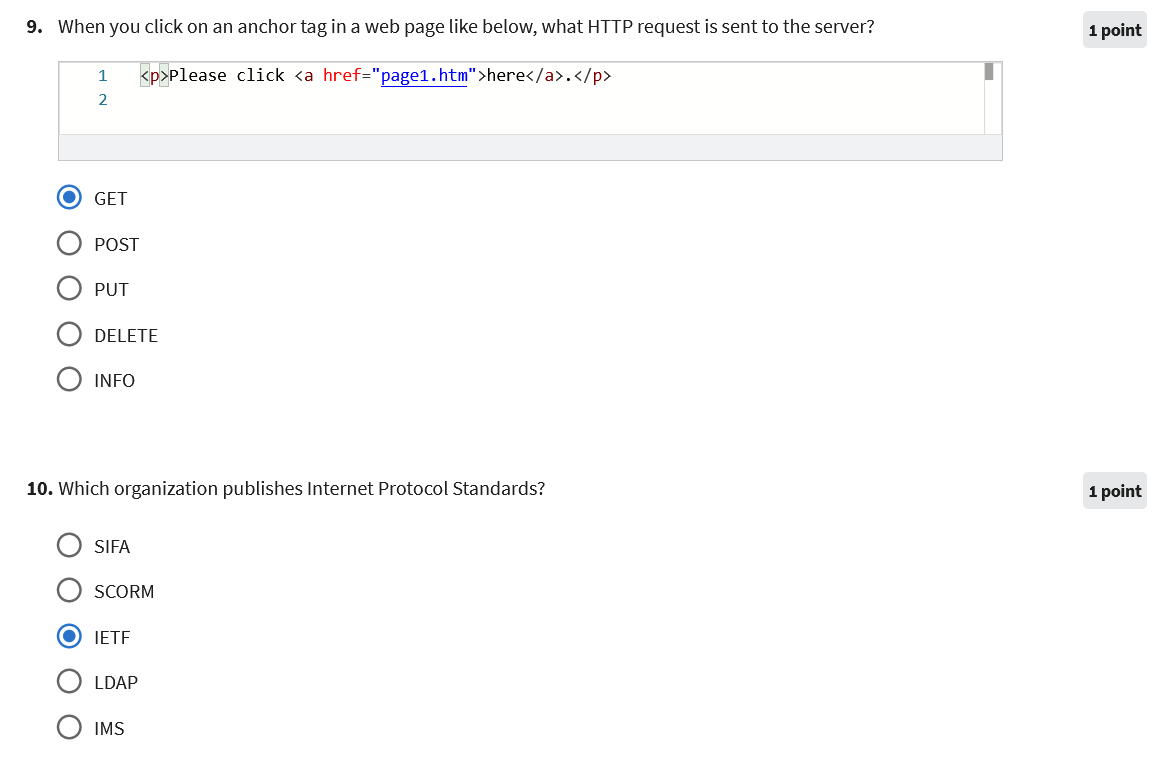 9. When you click on an anchor tag in a web page like below, what HTTP request is sent to the server?
1 point
1 <p>Please click <a href="page1.htm">here</a>.</p>
2
GET
POST
PUT
DELETE
INFO
10. Which organization publishes Internet Protocol Standards?
1 point
SIFA
SCORM
IETF
LDAP
IMS